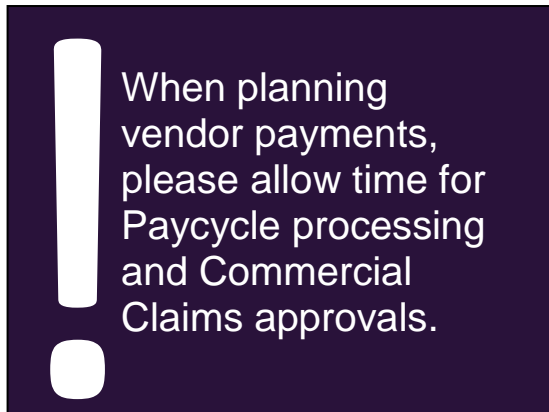 !
When planning
vendor payments,
please allow time for
Paycycle processing
and Commercial
Claims approvals.